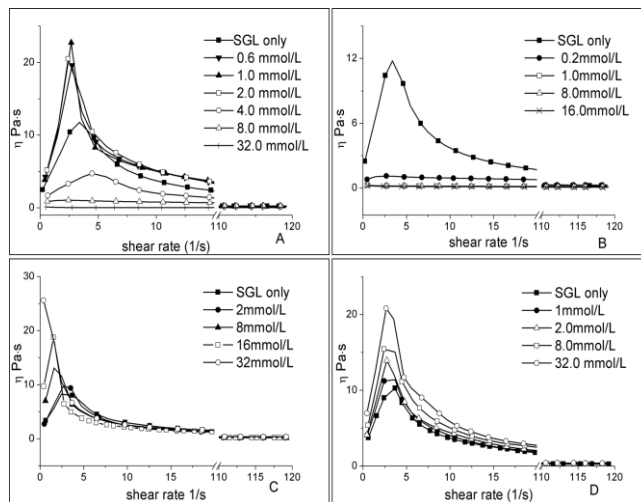 SGL only
0.6 mmol/L
1.0 mmol/L
2.0 mmol/L
4.0 mmol/L
8.0 mmol/L
32.0 mmol/L
η Pa·s
20
10
0
0 5 10 15 110 120
shear rate (1/s)
A
SGL only
0.2mmol/L
1.0mmol/L
8.0mmol/L
16.0mmol/L
η Pa·s
12
6
0
0 5 10 15 110 115 120
shear rate 1/s
B
SGL only
2mmol/L
8mmol/L
16mmol/L
32mmol/L
η Pa·s
30
20
10
0
0 5 10 15 110 115 120
shear rate 1/s
C
SGL only
1mmol/L
2.0mmol/L
8.0mmol/L
32.0 mmol/L
η Pa·s
30
20
10
0
0 5 10 15 110 115 120
shear rate (1/s)
D